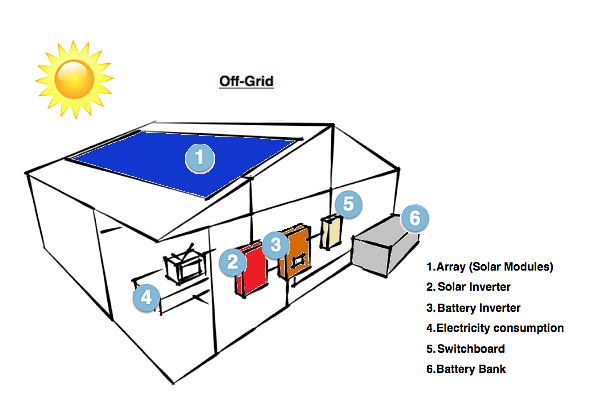 Off-Grid
1
5
6
3
2
4
1.Array (Solar Modules)
2.Solar Inverter
3.Battery Inverter
4.Electricity consumption
5.Switchboard
6.Battery Bank